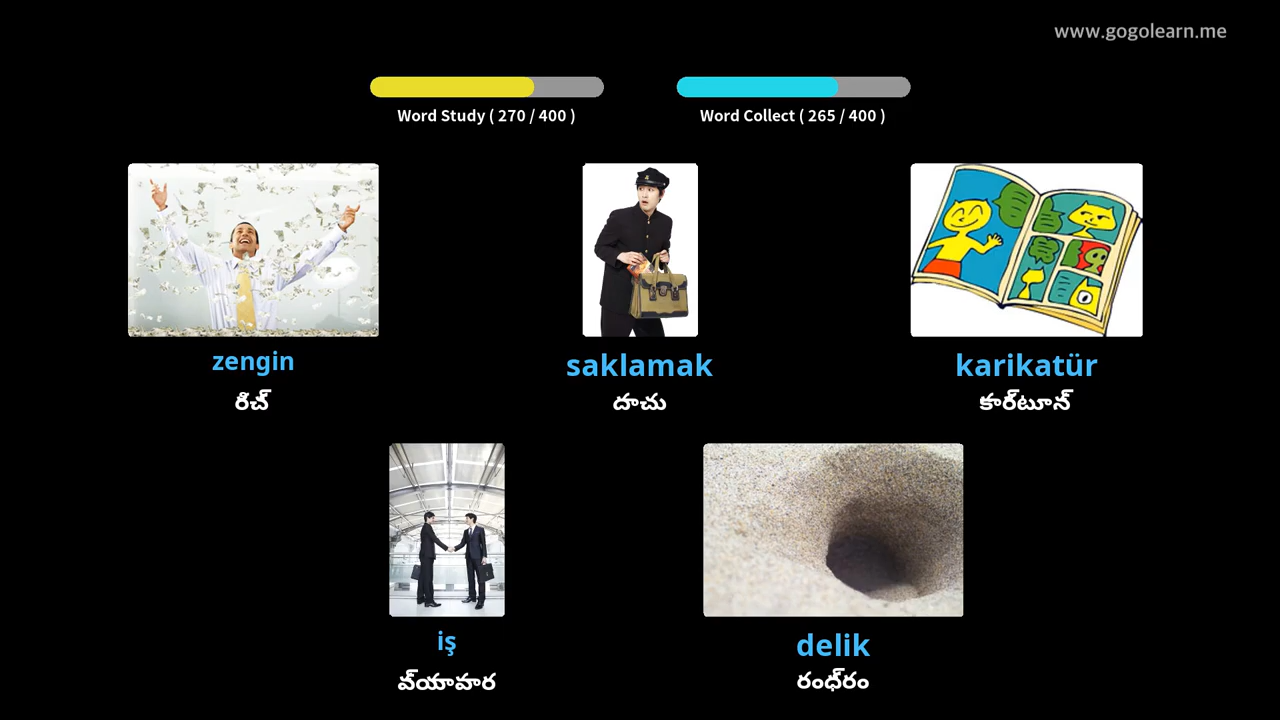 www.gogolearn.me
Word Study ( 270 / 400 )
Word Collect ( 265 / 400 )
zengin
రిచ్
saklamak
దాచు
karikatür
కార్టూన్
iş
వ్యాపార
delik
రంధ్రం